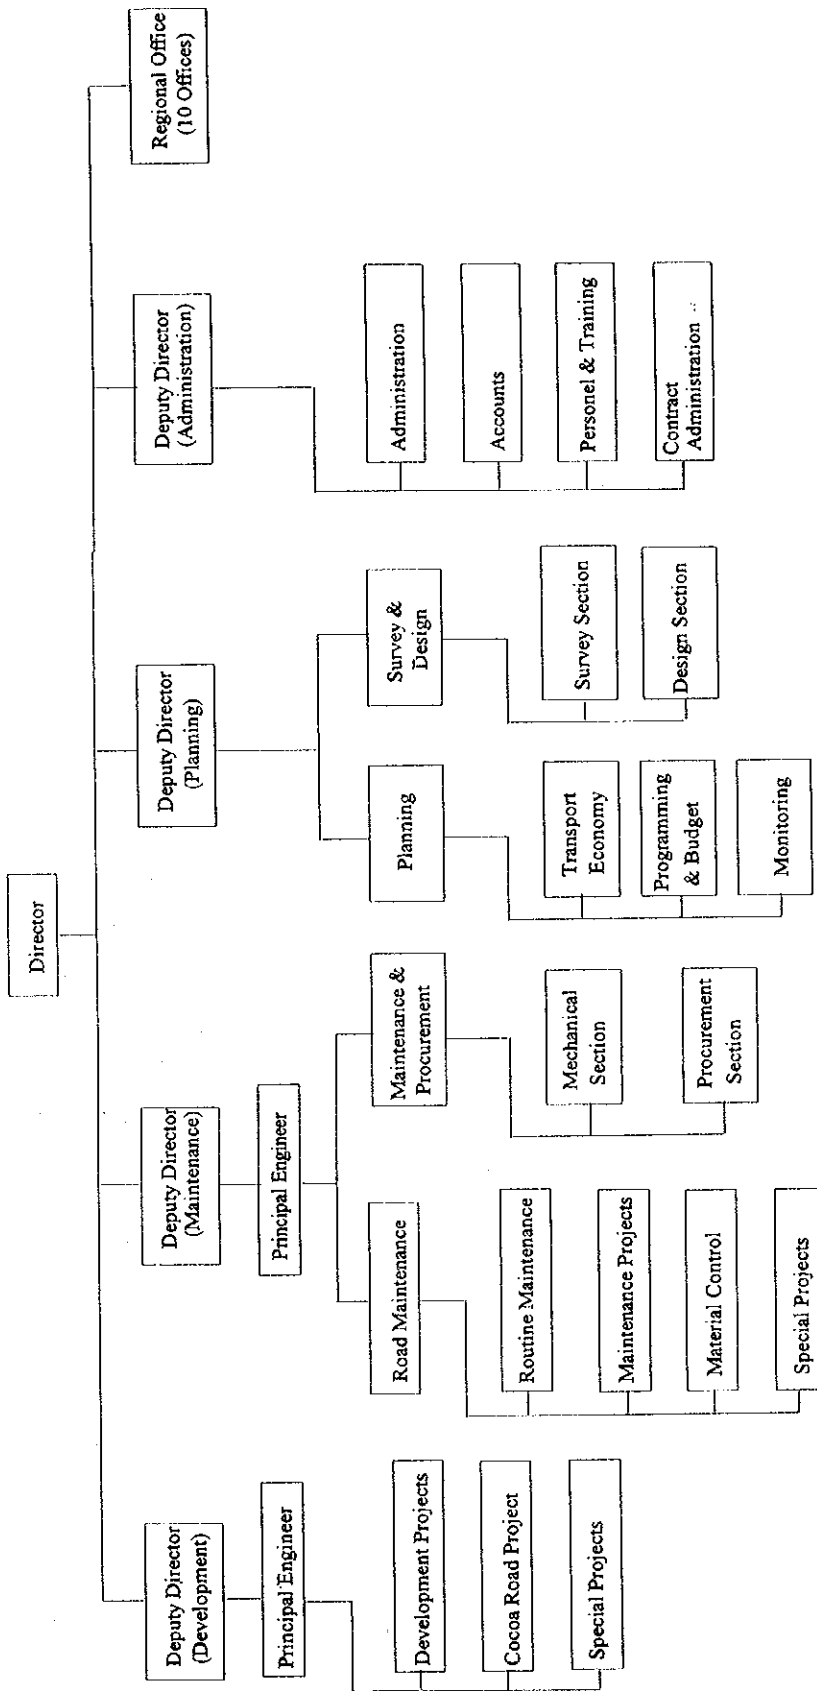 Director
Deputy Director
(Development)
Principal Engineer
Development Projects
Cocoa Road Project
Special Projects
Deputy Director
(Maintenance)
Principal Engineer
Road Maintenance
Routine Maintenance
Maintenance Projects
Material Control
Special Projects
Maintenance &
Procurement
Mechanical
Section
Procurement
Section
Deputy Director
(Planning)
Planning
Transport
Economy
Programming
& Budget
Monitoring
Survey &
Design
Survey Section
Design Section
Deputy Director
(Administration)
Administration
Accounts
Personel & Training
Contract
Administration
Regional Office
(10 Offices)